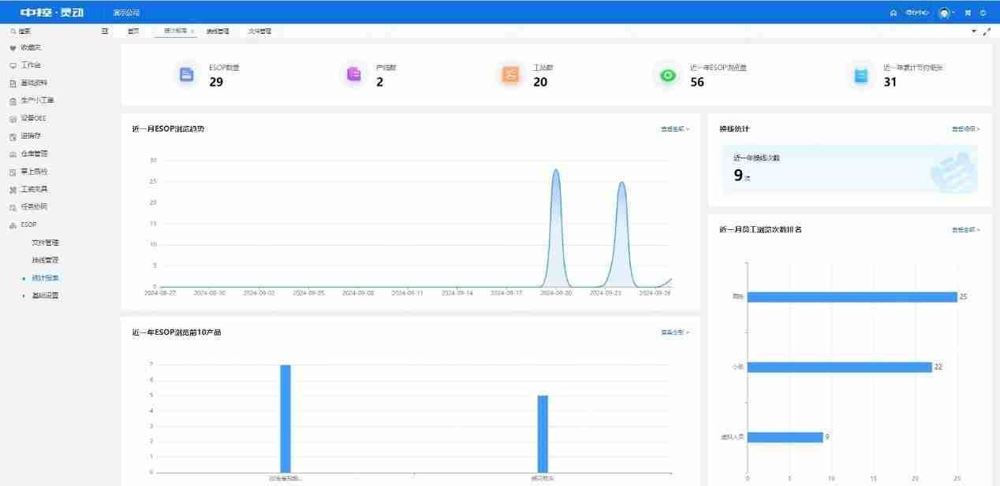 中控·灵动
演示公司
搜索
首页
统计报表
换线管理
文件管理
收藏夹
工作台
基础资料
生产小工单
设备OEE
进销存
仓库管理
掌上质检
工装夹具
任务协同
ESOP
文件管理
换线管理
统计报表
基础设置
ESOP数量
29
产线数
2
工站数
20
近一年ESOP浏览量
56
近一年累计节约纸张
31
近一月ESOP浏览趋势
查看全部 >
30
25
20
15
10
5
0
2024-08-27
2024-08-30
2024-09-02
2024-09-05
2024-09-08
2024-09-11
2024-09-14
2024-09-17
2024-09-20
2024-09-23
2024-09-26
换线统计
查看明细 >
近一年换线次数
9 次
近一月员工浏览次数排名
查看全部 >
25
22
虚拟人员
9
0
5
10
15
20
25
近一年ESOP浏览前10产品
查看全部 >
7
6
5
4
3
2
1
0